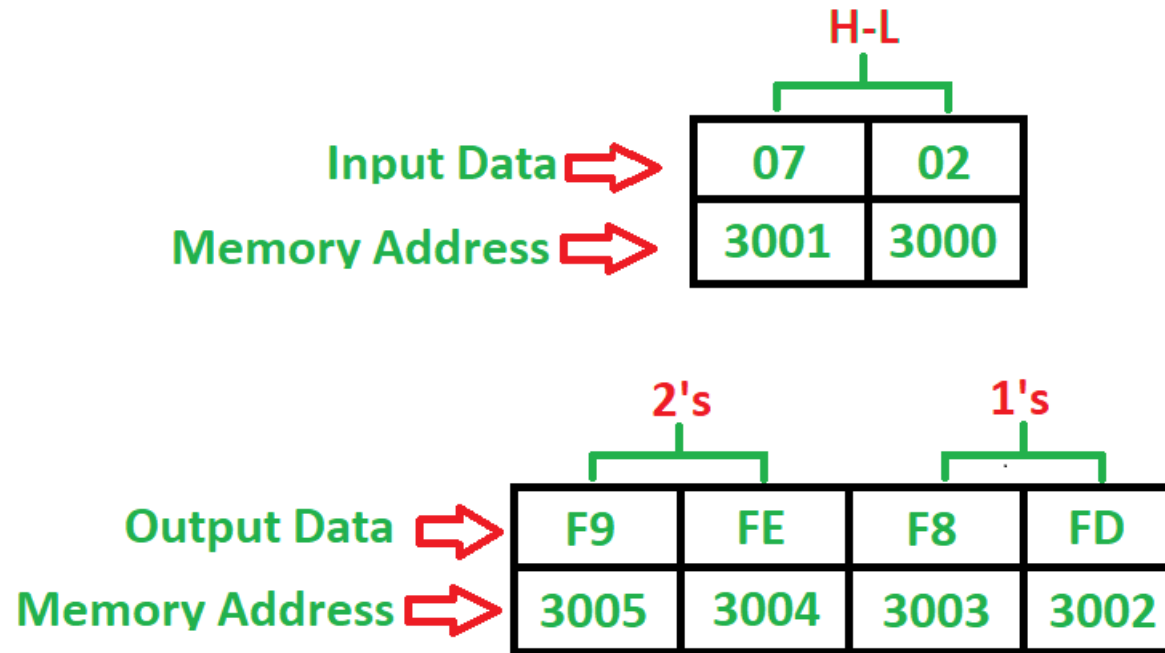 H-L
Input Data 07 02
Memory Address 3001 3000
2's 1's
Output Data F9 FE F8 FD
Memory Address 3005 3004 3003 3002